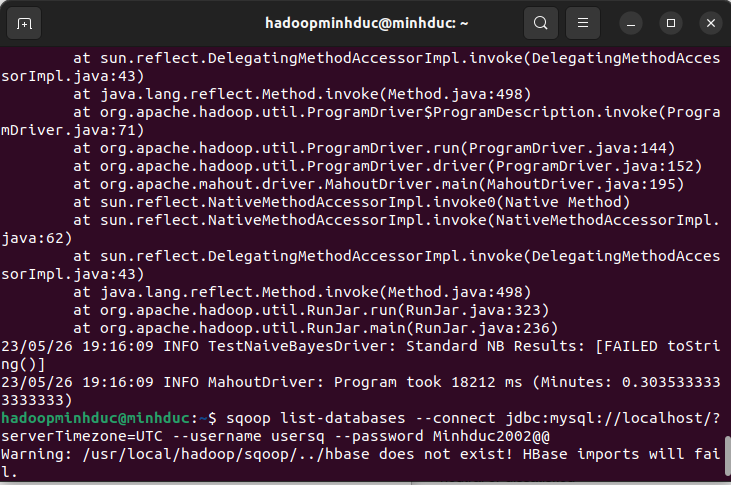 hadoopminhduc@minhduc: ~
at sun.reflect.DelegatingMethodAccessorImpl.invoke(DelegatingMethodAcces
sorImpl.java:43)
at java.lang.reflect.Method.invoke(Method.java:498)
at org.apache.hadoop.util.ProgramDriver$ProgramDescription.invoke(Progra
mDriver.java:71)
at org.apache.hadoop.util.ProgramDriver.run(ProgramDriver.java:144)
at org.apache.hadoop.util.ProgramDriver.driver(ProgramDriver.java:152)
at org.apache.mahout.driver.MahoutDriver.main(MahoutDriver.java:195)
at sun.reflect.NativeMethodAccessorImpl.invoke0(Native Method)
at sun.reflect.NativeMethodAccessorImpl.invoke(NativeMethodAccessorImpl.
java:62)
at sun.reflect.DelegatingMethodAccessorImpl.invoke(DelegatingMethodAcces
sorImpl.java:43)
at java.lang.reflect.Method.invoke(Method.java:498)
at org.apache.hadoop.util.RunJar.run(RunJar.java:323)
at org.apache.hadoop.util.RunJar.main(RunJar.java:236)
23/05/26 19:16:09 INFO TestNaiveBayesDriver: Standard NB Results: [FAILED toStri
ng()]
23/05/26 19:16:09 INFO MahoutDriver: Program took 18212 ms (Minutes: 0.303533333
3333333)
hadoopminhduc@minhduc:~$ sqoop list-databases --connect jdbc:mysql://localhost/?
serverTimezone=UTC --username usersq --password Minhduc2002@@
Warning: /usr/local/hadoop/sqoop/../hbase does not exist! HBase imports will fai
l.